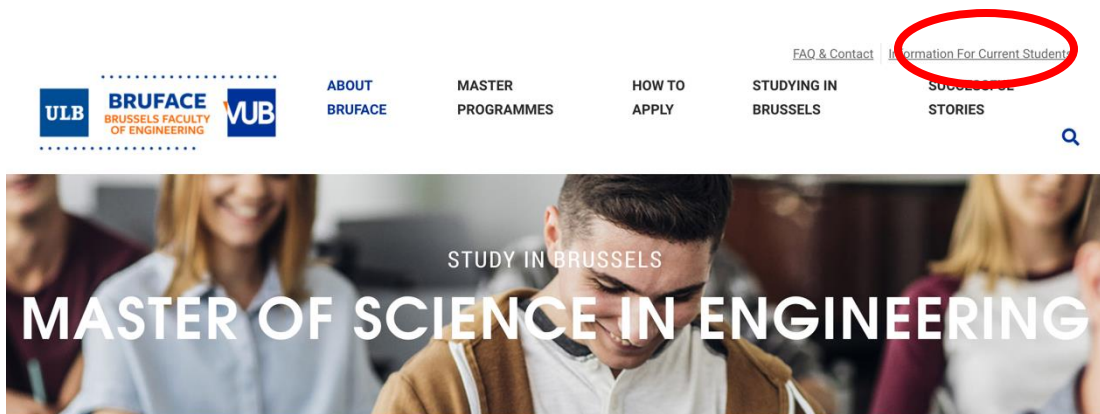 FAQ & Contact
Information For Current Students
ULB
BRUFACE
BRUSSELS FACULTY
OF ENGINEERING
VUB
ABOUT
BRUFACE
MASTER
PROGRAMMES
HOW TO
APPLY
STUDYING IN
BRUSSELS
SUCCESSFUL
STORIES
STUDY IN BRUSSELS
MASTER OF SCIENCE IN ENGINEERING